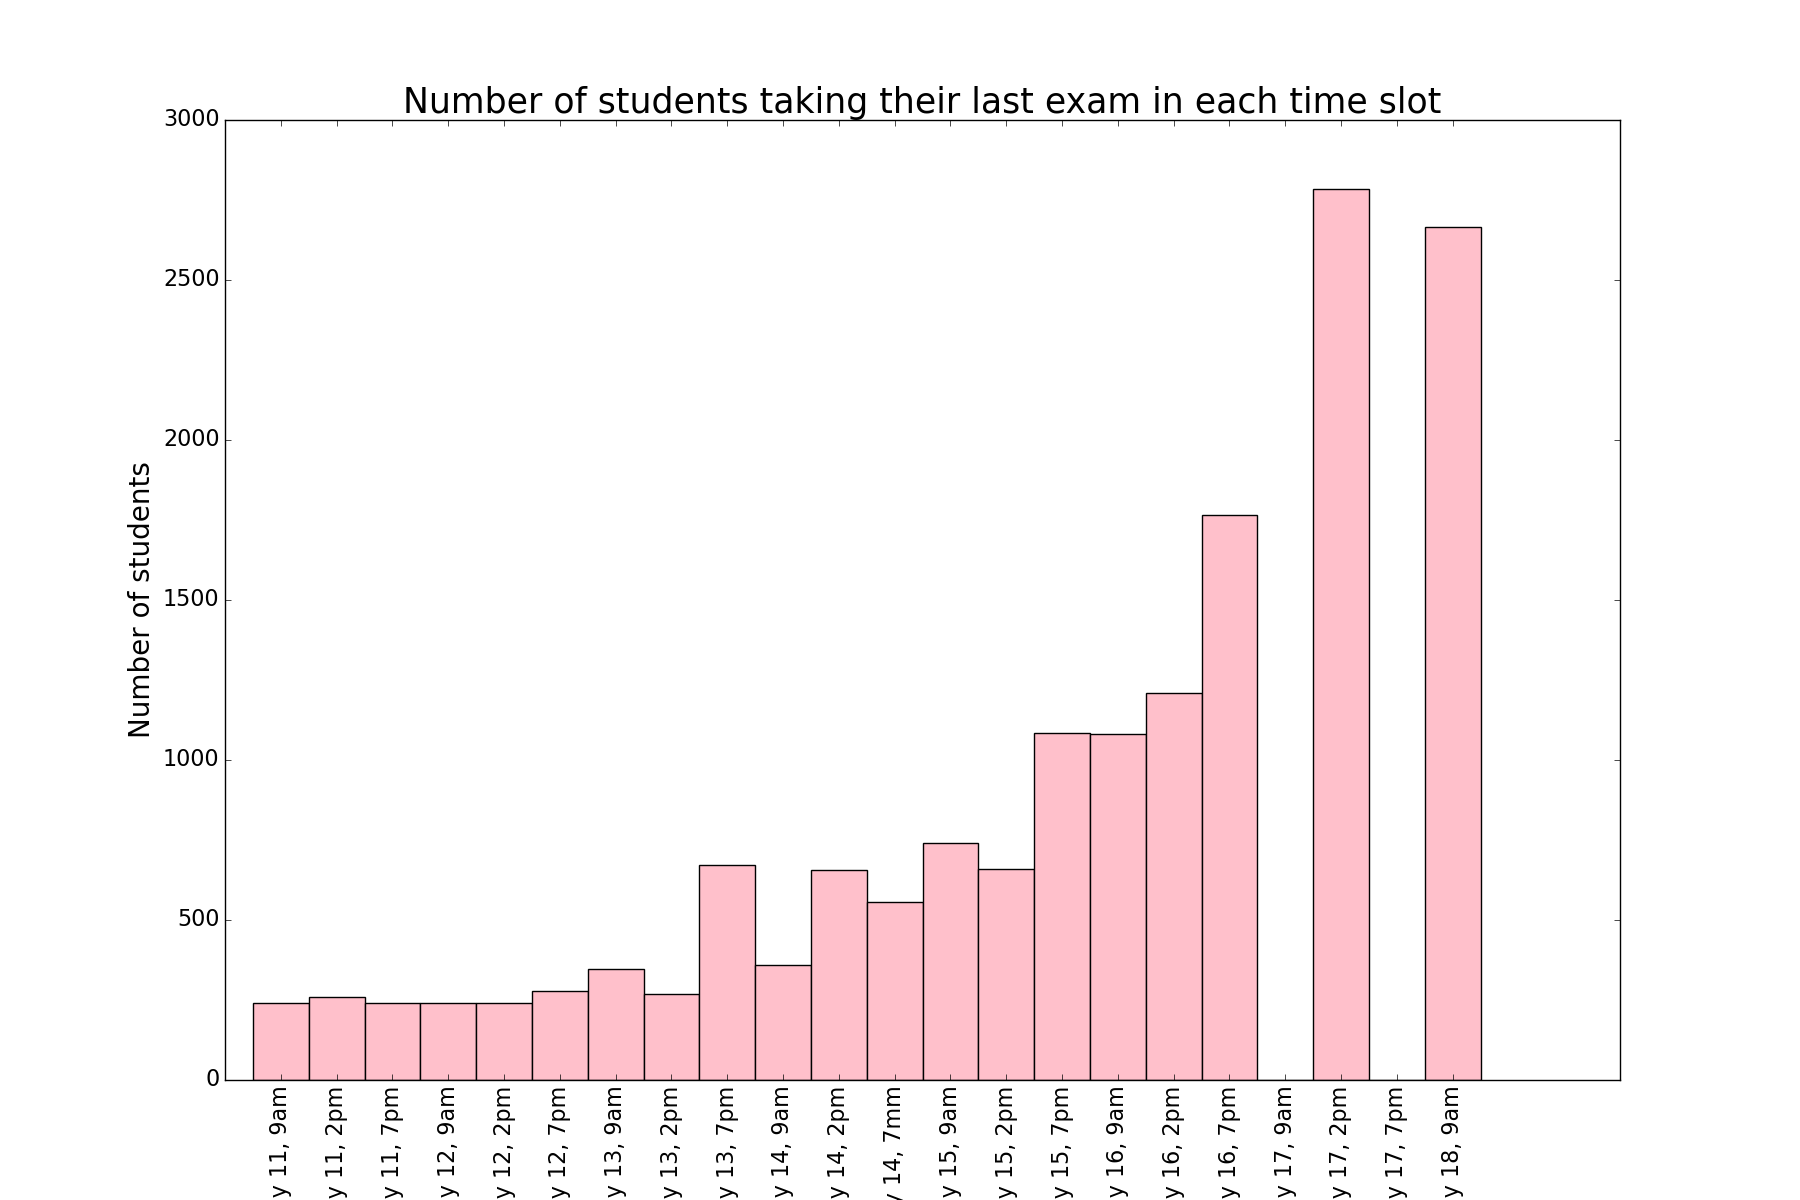 Number of students taking their last exam in each time slot
Number of students
3000
2500
2000
1500
1000
500
0
y 11, 9am
y 11, 2pm
y 11, 7pm
y 12, 9am
y 12, 2pm
y 12, 7pm
y 13, 9am
y 13, 2pm
y 13, 7pm
y 14, 9am
y 14, 2pm
y 14, 7mm
y 15, 9am
y 15, 2pm
y 15, 7pm
y 16, 9am
y 16, 2pm
y 16, 7pm
y 17, 9am
y 17, 2pm
y 17, 7pm
y 18, 9am